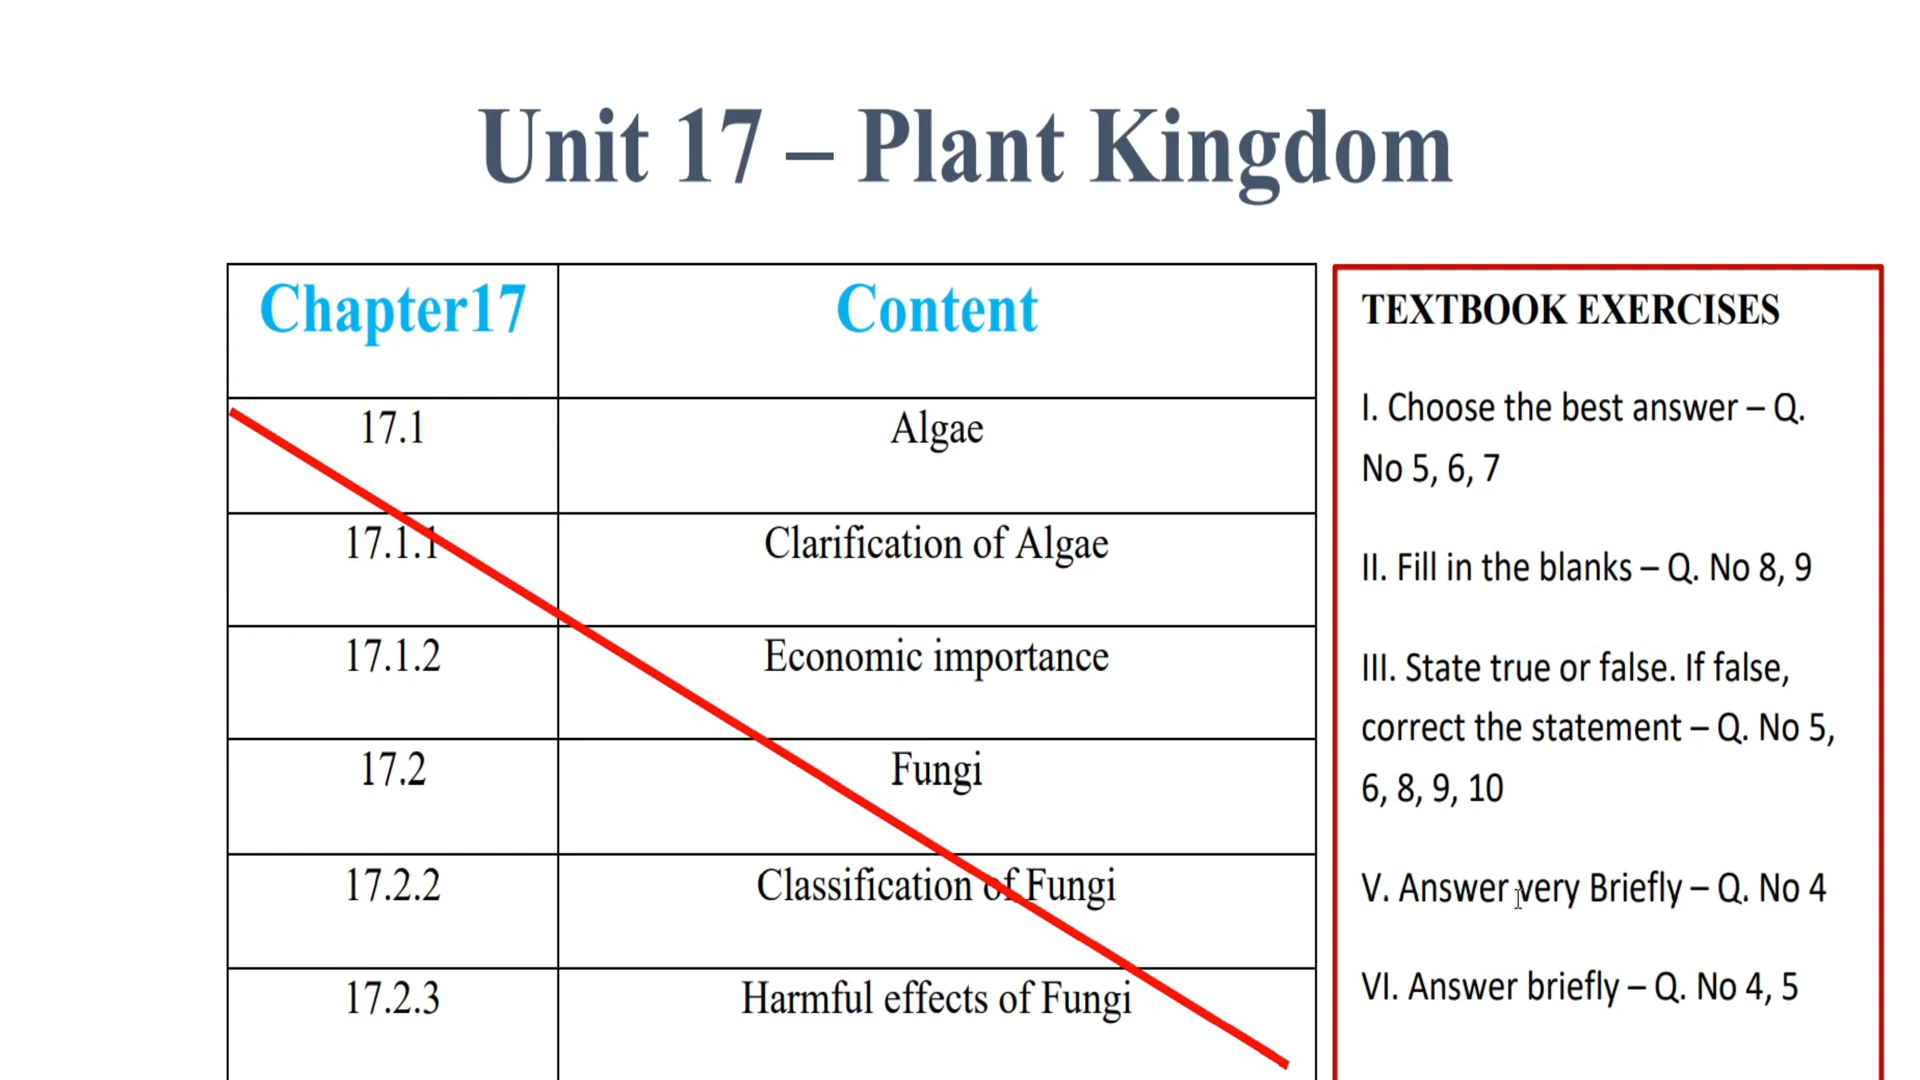 Unit 17 – Plant Kingdom
Chapter17 Content
17.1 Algae
17.1.1 Clarification of Algae
17.1.2 Economic importance
17.2 Fungi
17.2.2 Classification of Fungi
17.2.3 Harmful effects of Fungi
TEXTBOOK EXERCISES
I. Choose the best answer – Q.
No 5, 6, 7
II. Fill in the blanks – Q. No 8, 9
III. State true or false. If false,
correct the statement – Q. No 5,
6, 8, 9, 10
V. Answer very Briefly – Q. No 4
VI. Answer briefly – Q. No 4, 5